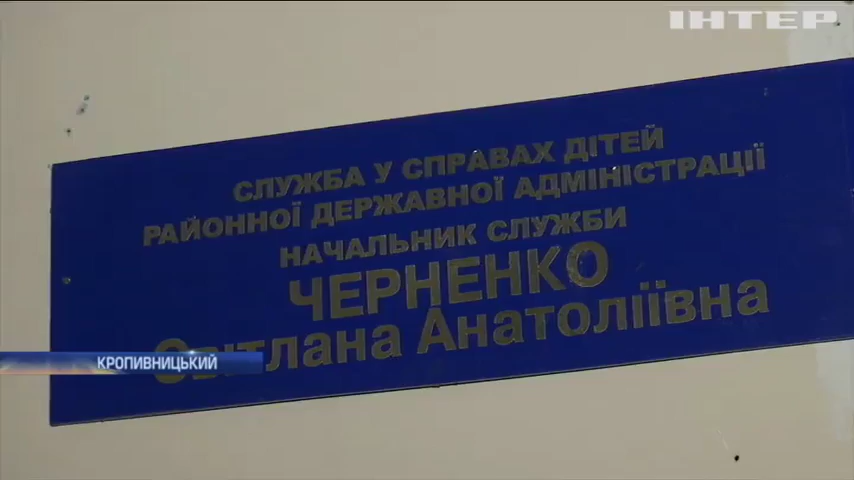 ІНТЕР
СЛУЖБА У СПРАВАХ ДІТЕЙ
РАЙОННОЇ ДЕРЖАВНОЇ АДМІНІСТРАЦІЇ
НАЧАЛЬНИК СЛУЖБИ
ЧЕРНЕНКО
Світлана Анатоліївна
КРОПИВНИЦЬКИЙ